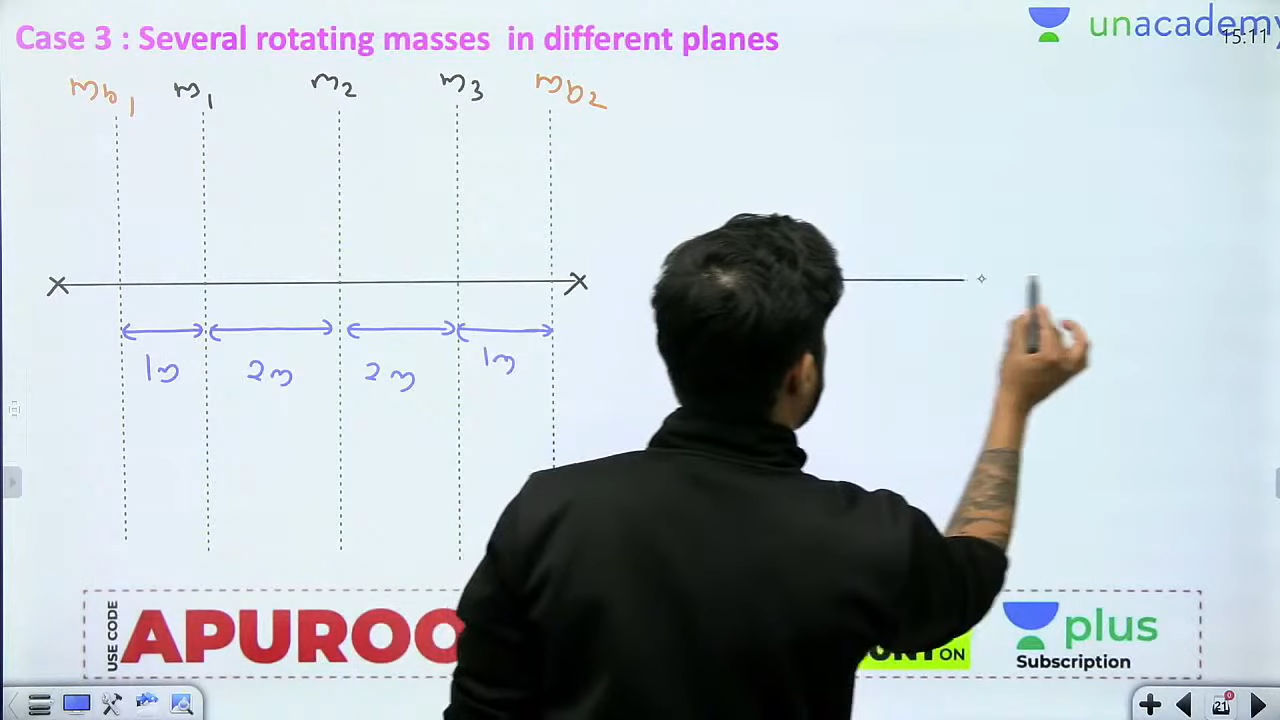 Case 3 : Several rotating masses in different planes
unacademy
15:11
mb1 m1 m2 m3 mb2
1m 2m 2m 1m
USE CODE
ON
plus
Subscription
21
0